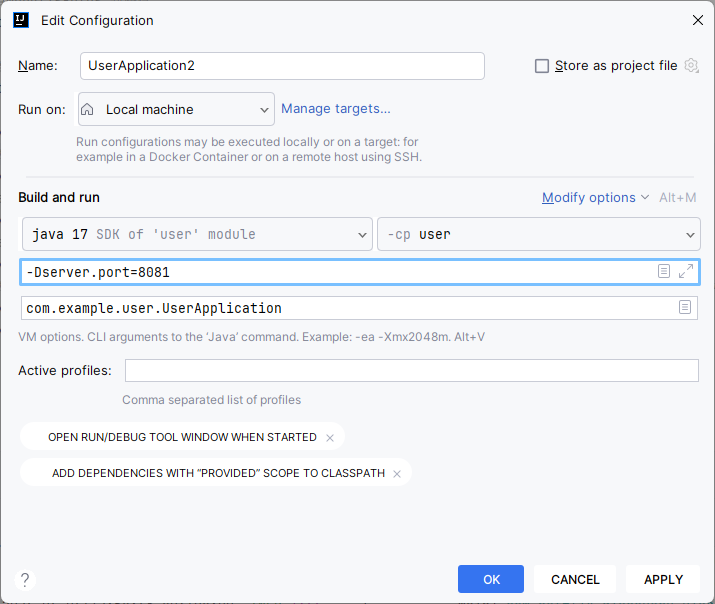 IJ Edit Configuration
Name: UserApplication2 Store as project file
Run on: Local machine Manage targets...
Run configurations may be executed locally or on a target: for
example in a Docker Container or on a remote host using SSH.
Build and run Modify options Alt+M
java 17 SDK of 'user' module -cp user
-Dserver.port=8081
com.example.user.UserApplication
VM options. CLI arguments to the ‘Java’ command. Example: -ea -Xmx2048m. Alt+V
Active profiles:
Comma separated list of profiles
OPEN RUN/DEBUG TOOL WINDOW WHEN STARTED ×
ADD DEPENDENCIES WITH “PROVIDED” SCOPE TO CLASSPATH ×
? OK CANCEL APPLY